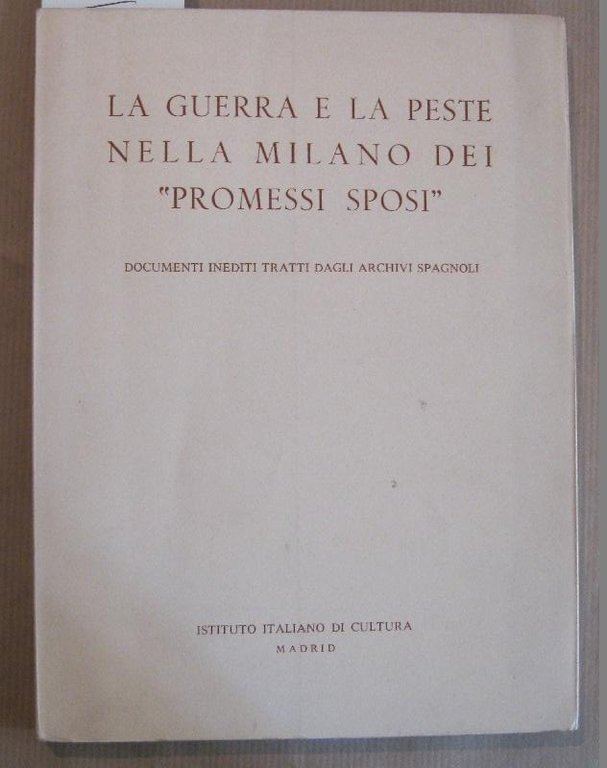 LA GUERRA E LA PESTE
NELLA MILANO DEI
"PROMESSI SPOSI"
DOCUMENTI INEDITI TRATTI DAGLI ARCHIVI SPAGNOLI
ISTITUTO ITALIANO DI CULTURA
MADRID